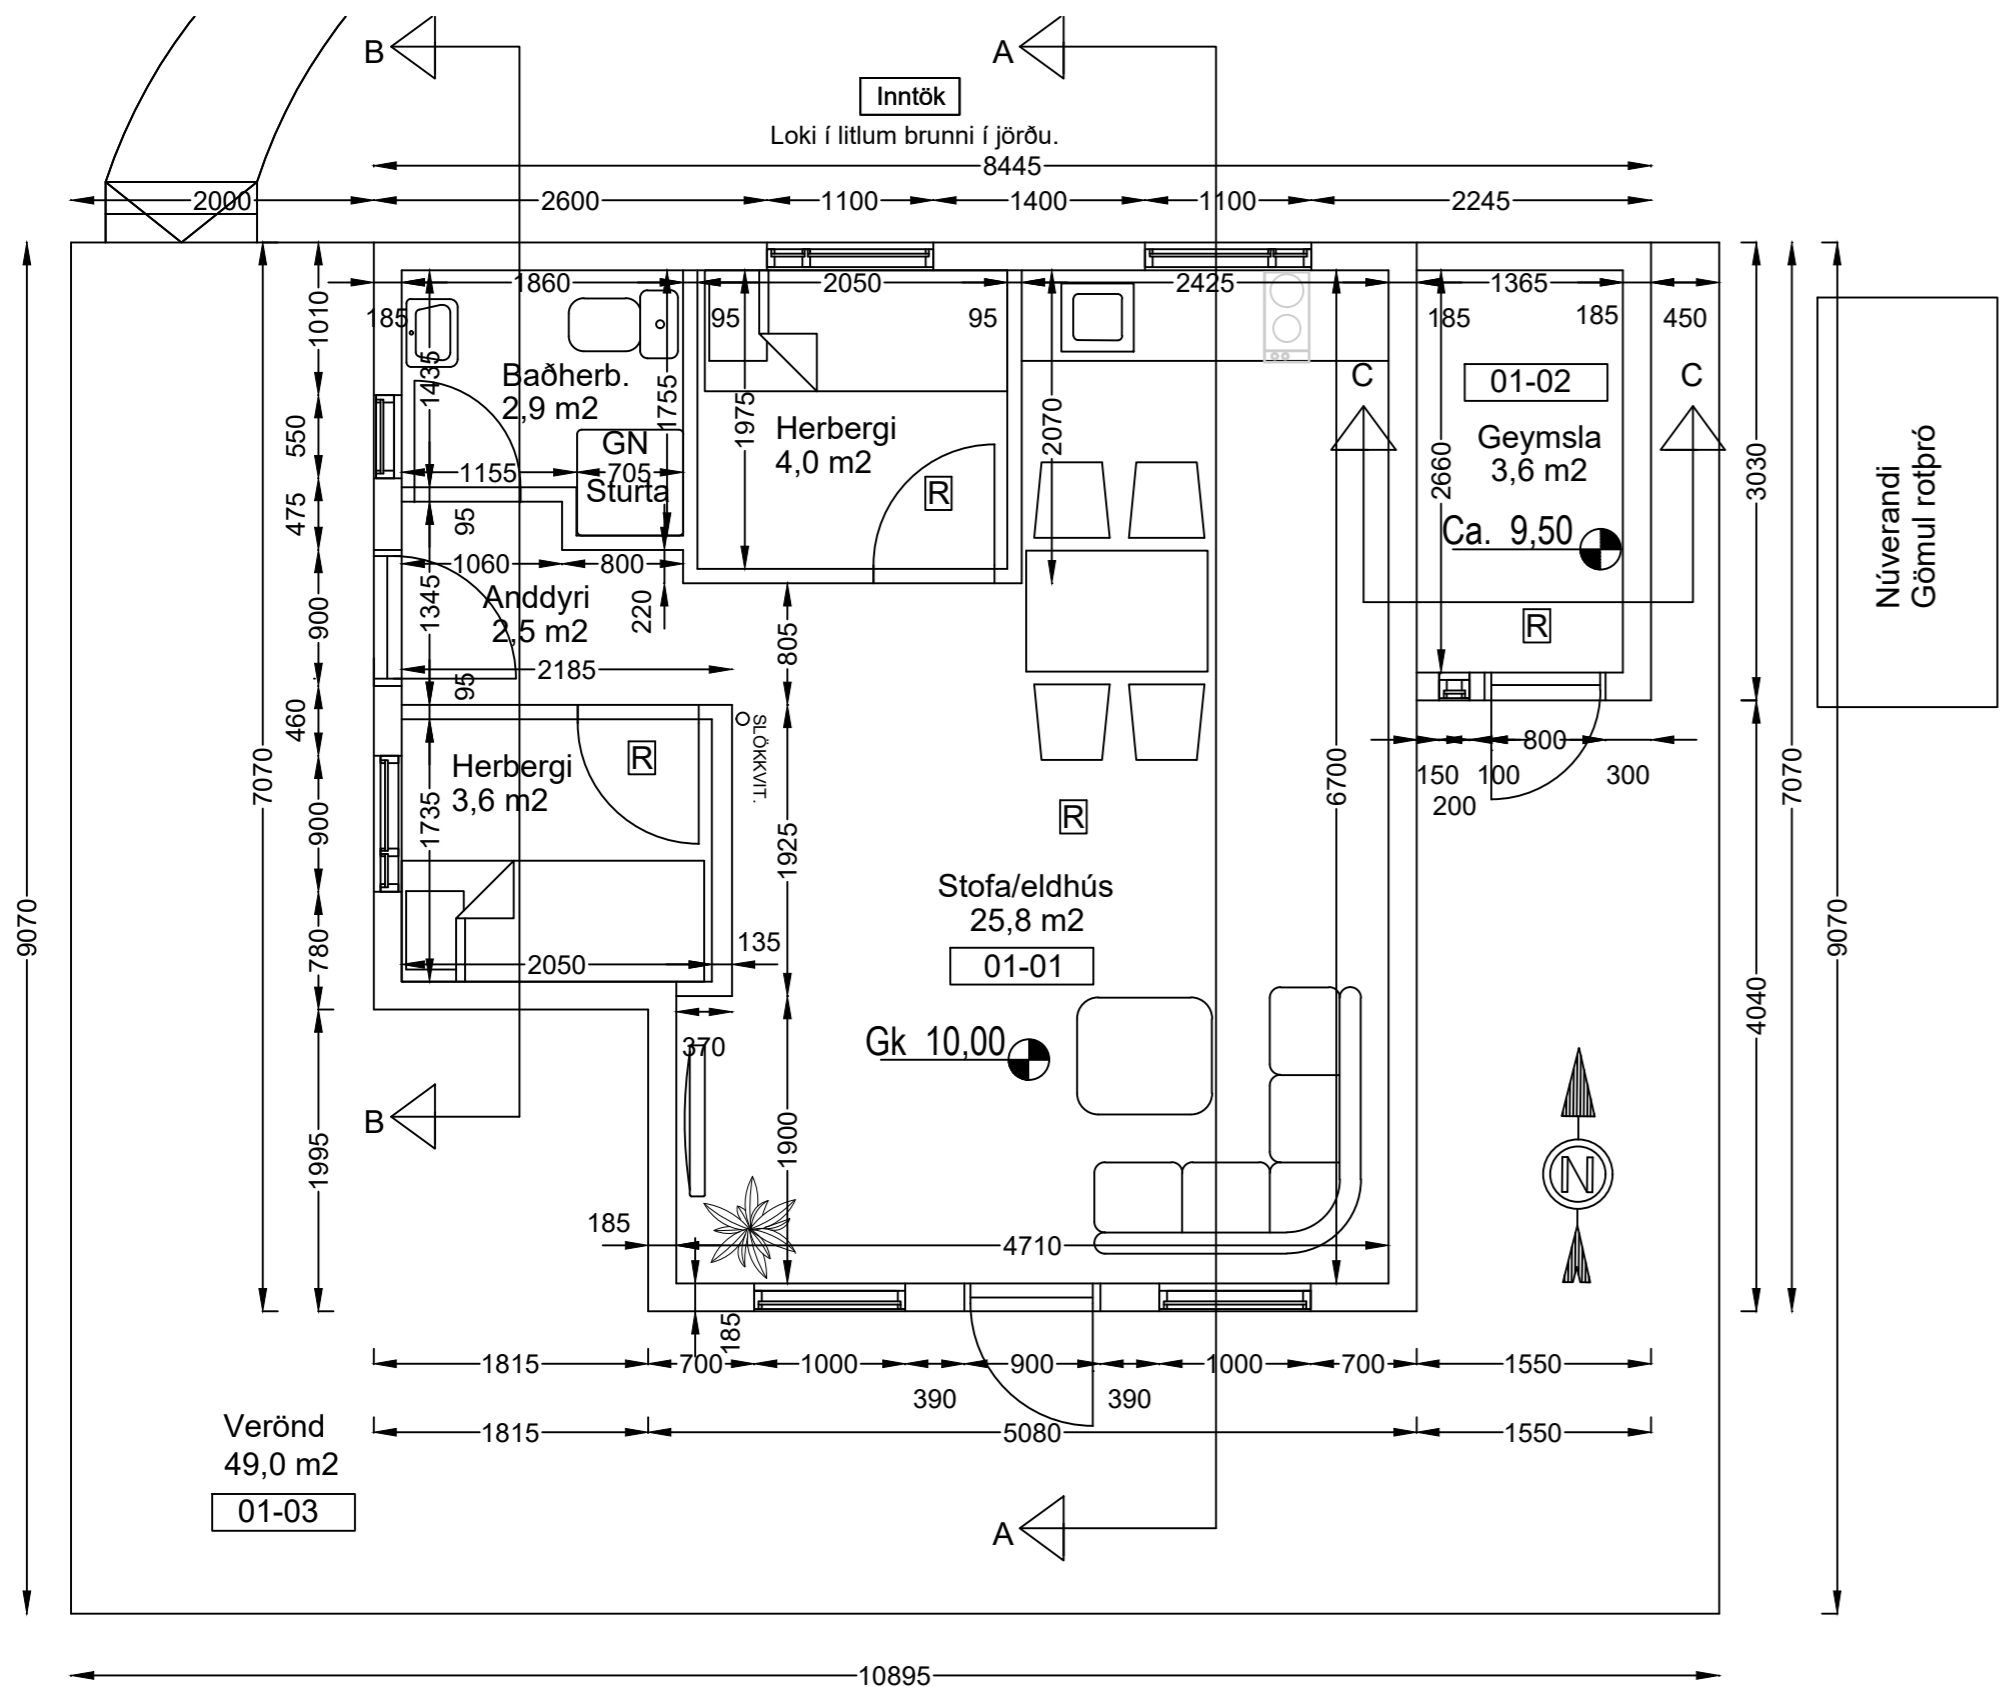 B
A
Inntök
Loki í litlum brunni í jörðu.
8445
2000
2600
1100
1400
1100
2245
1860
2050
2425
1365
185
95
95
185
185
450
1010
1435
1755
1975
2070
2660
6700
3030
7070
9070
Baðherb.
2,9 m2
GN
Sturta
1155
705
Herbergi
4,0 m2
R
C
C
01-02
Geymsla
3,6 m2
Ca. 9,50
R
Núverandi
Gömul rotþró
550
475
95
1060
800
900
1345
Anddyri
2,5 m2
220
805
2185
95
460
7070
9070
Herbergi
3,6 m2
R
SLÖKKVIT.
900
1735
1925
800
150
100
300
200
R
Stofa/eldhús
25,8 m2
01-01
780
2050
135
4040
370
Gk 10,00
B
1995
1900
N
185
4710
185
1815
700
1000
900
1000
700
1550
390
390
1815
5080
1550
Verönd
49,0 m2
01-03
A
10895